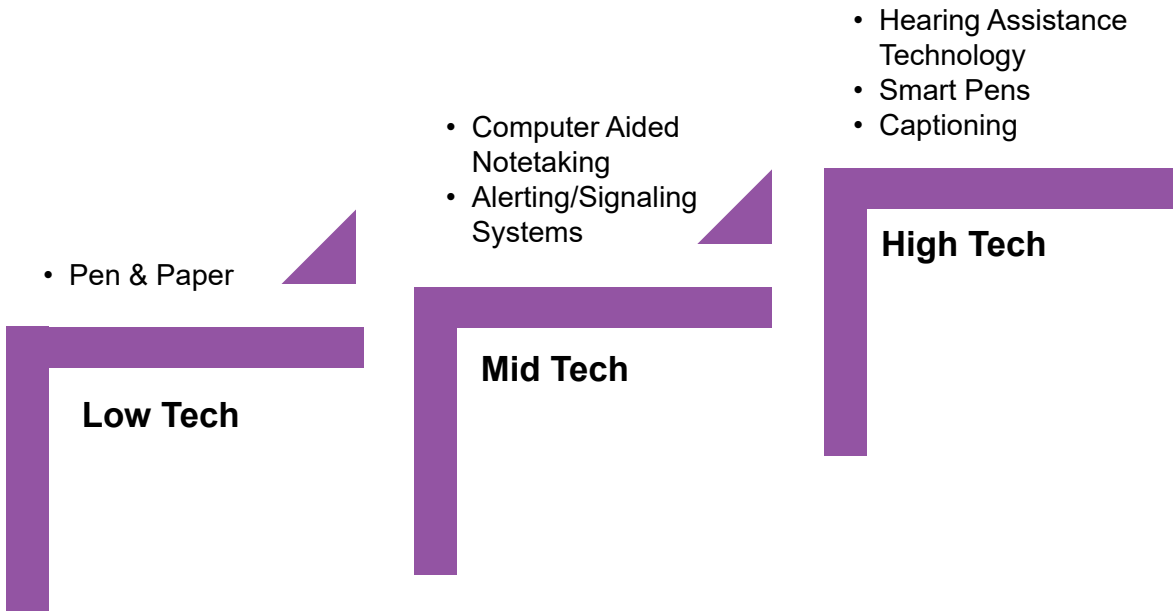 • Pen & Paper
Low Tech
• Computer Aided
Notetaking
• Alerting/Signaling
Systems
Mid Tech
• Hearing Assistance
Technology
• Smart Pens
• Captioning
High Tech